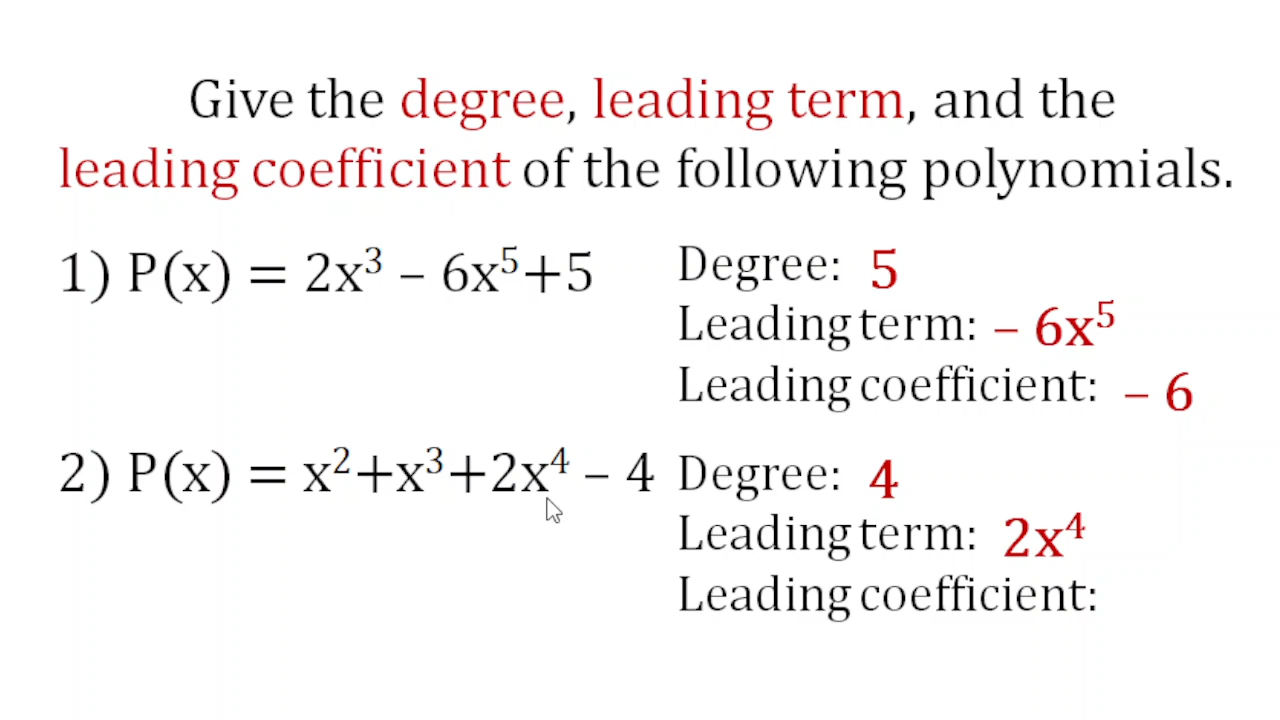 Give the degree, leading term, and the
leading coefficient of the following polynomials.
1) P(x) = 2x³ – 6x⁵+5
Degree: 5
Leading term: – 6x⁵
Leading coefficient: – 6
2) P(x) = x²+x³+2x⁴ – 4
Degree: 4
Leading term: 2x⁴
Leading coefficient: